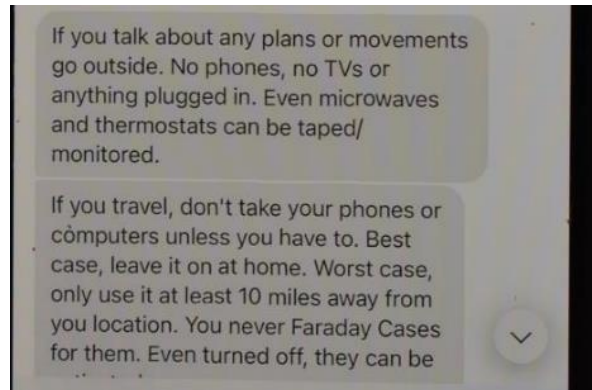 If you talk about any plans or movements
go outside. No phones, no TVs or
anything plugged in. Even microwaves
and thermostats can be taped/
monitored.
If you travel, don't take your phones or
computers unless you have to. Best
case, leave it on at home. Worst case,
only use it at least 10 miles away from
you location. You never Faraday Cases
for them. Even turned off, they can be